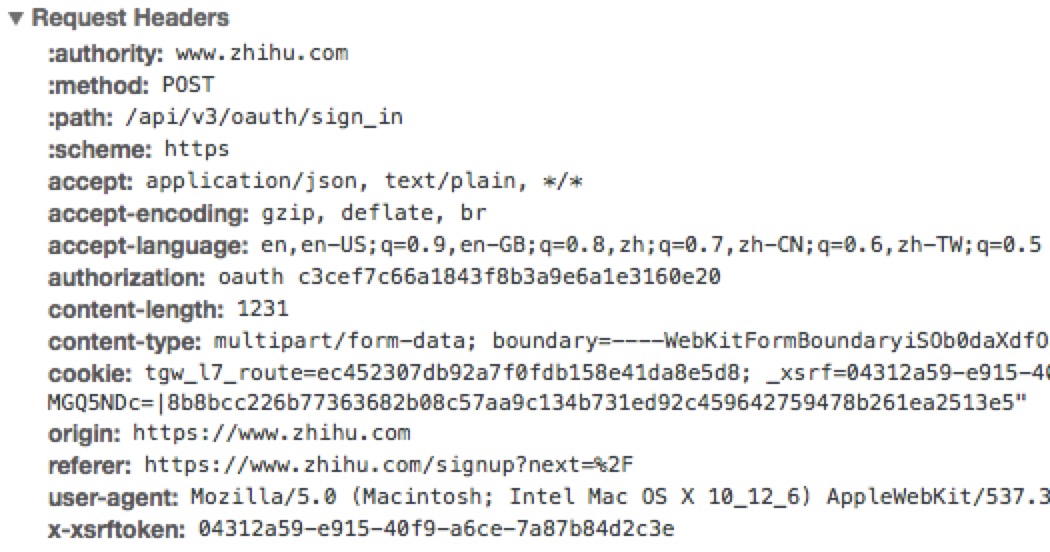 ▼ Request Headers
:authority: www.zhihu.com
:method: POST
:path: /api/v3/oauth/sign_in
:scheme: https
accept: application/json, text/plain, */*
accept-encoding: gzip, deflate, br
accept-language: en,en-US;q=0.9,en-GB;q=0.8,zh;q=0.7,zh-CN;q=0.6,zh-TW;q=0.5
authorization: oauth c3cef7c66a1843f8b3a9e6a1e3160e20
content-length: 1231
content-type: multipart/form-data; boundary=----WebKitFormBoundaryiSOb0daXdfO
cookie: tgw_l7_route=ec452307db92a7f0fdb158e41da8e5d8; _xsrf=04312a59-e915-40
MGQ5NDc=|8b8bcc226b77363682b08c57aa9c134b731ed92c459642759478b261ea2513e5"
origin: https://www.zhihu.com
referer: https://www.zhihu.com/signup?next=%2F
user-agent: Mozilla/5.0 (Macintosh; Intel Mac OS X 10_12_6) AppleWebKit/537.3
x-xsrftoken: 04312a59-e915-40f9-a6ce-7a87b84d2c3e